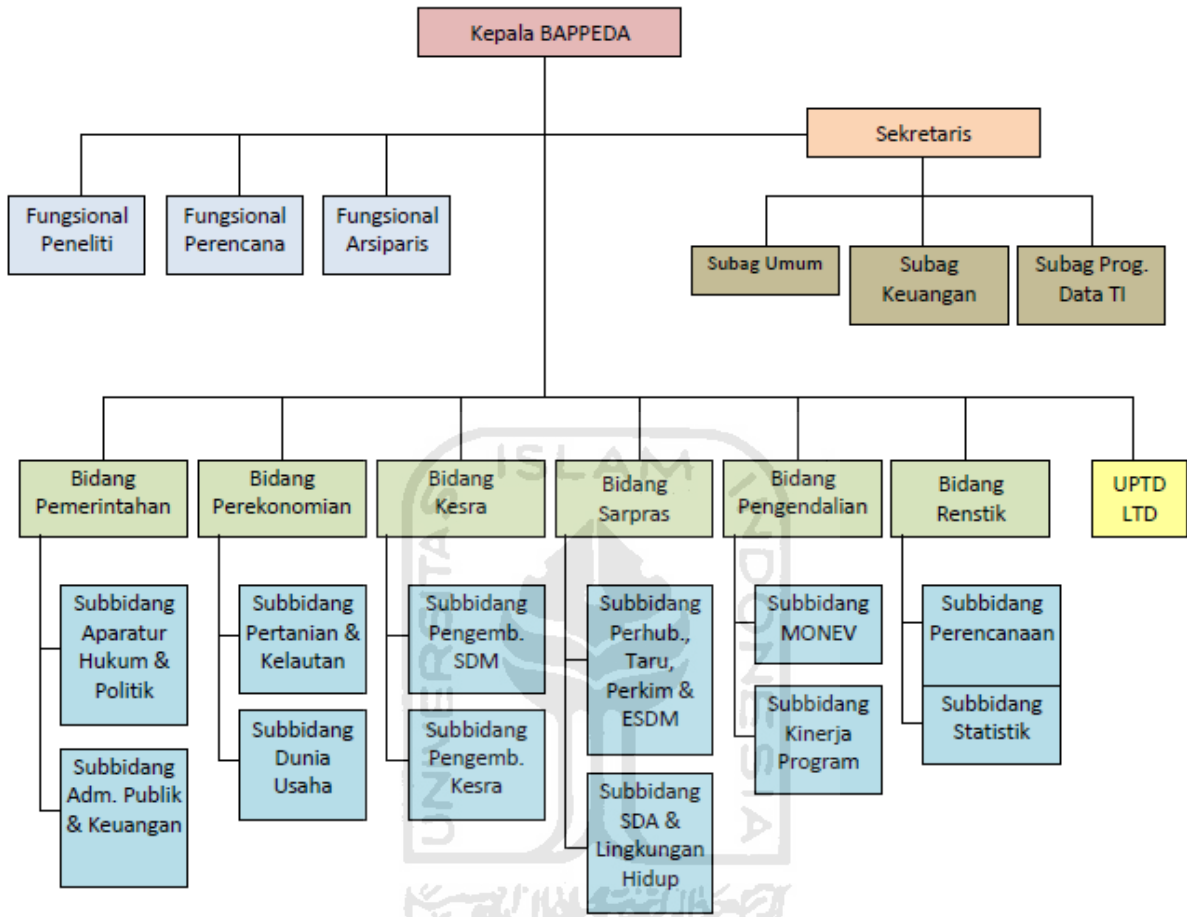 Kepala BAPPEDA
Sekretaris
Fungsional
Peneliti
Fungsional
Perencana
Fungsional
Arsiparis
Subag Umum
Subag
Keuangan
Subag Prog.
Data TI
Bidang
Pemerintahan
Bidang
Perekonomian
Bidang
Kesra
Bidang
Sarpras
Bidang
Pengendalian
Bidang
Renstik
UPTD
LTD
Subbidang
Aparatur
Hukum &
Politik
Subbidang
Adm. Publik
& Keuangan
Subbidang
Pertanian &
Kelautan
Subbidang
Dunia
Usaha
Subbidang
Pengemb.
SDM
Subbidang
Pengemb.
Kesra
Subbidang
Perhub.,
Taru,
Perkim &
ESDM
Subbidang
SDA &
Lingkungan
Hidup
Subbidang
MONEV
Subbidang
Kinerja
Program
Subbidang
Perencanaan
Subbidang
Statistik
UNIVERSITAS
ISLAM
INDONESIA